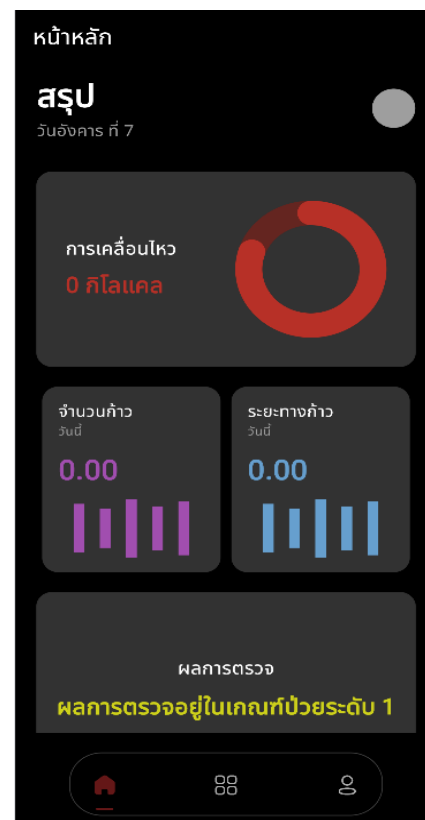 หน้าหลัก
สรุป
วันอังคาร ที่ 7
การเคลื่อนไหว
0 กิโลแคล
จำนวนก้าว
วันนี้
0.00
ระยะทางก้าว
วันนี้
0.00
ผลการตรวจ
ผลการตรวจอยู่ในเกณฑ์ป่วยระดับ 1